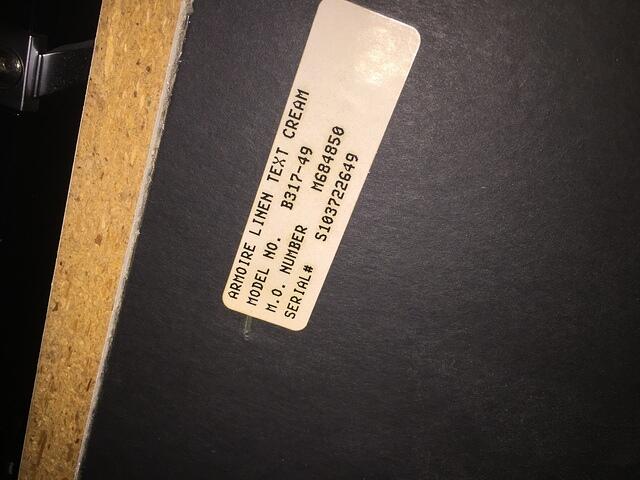 ARMOIRE LINEN TEXT CREAM
MODEL NO. B317-49
M.O. NUMBER M684850
SERIAL# S103722649